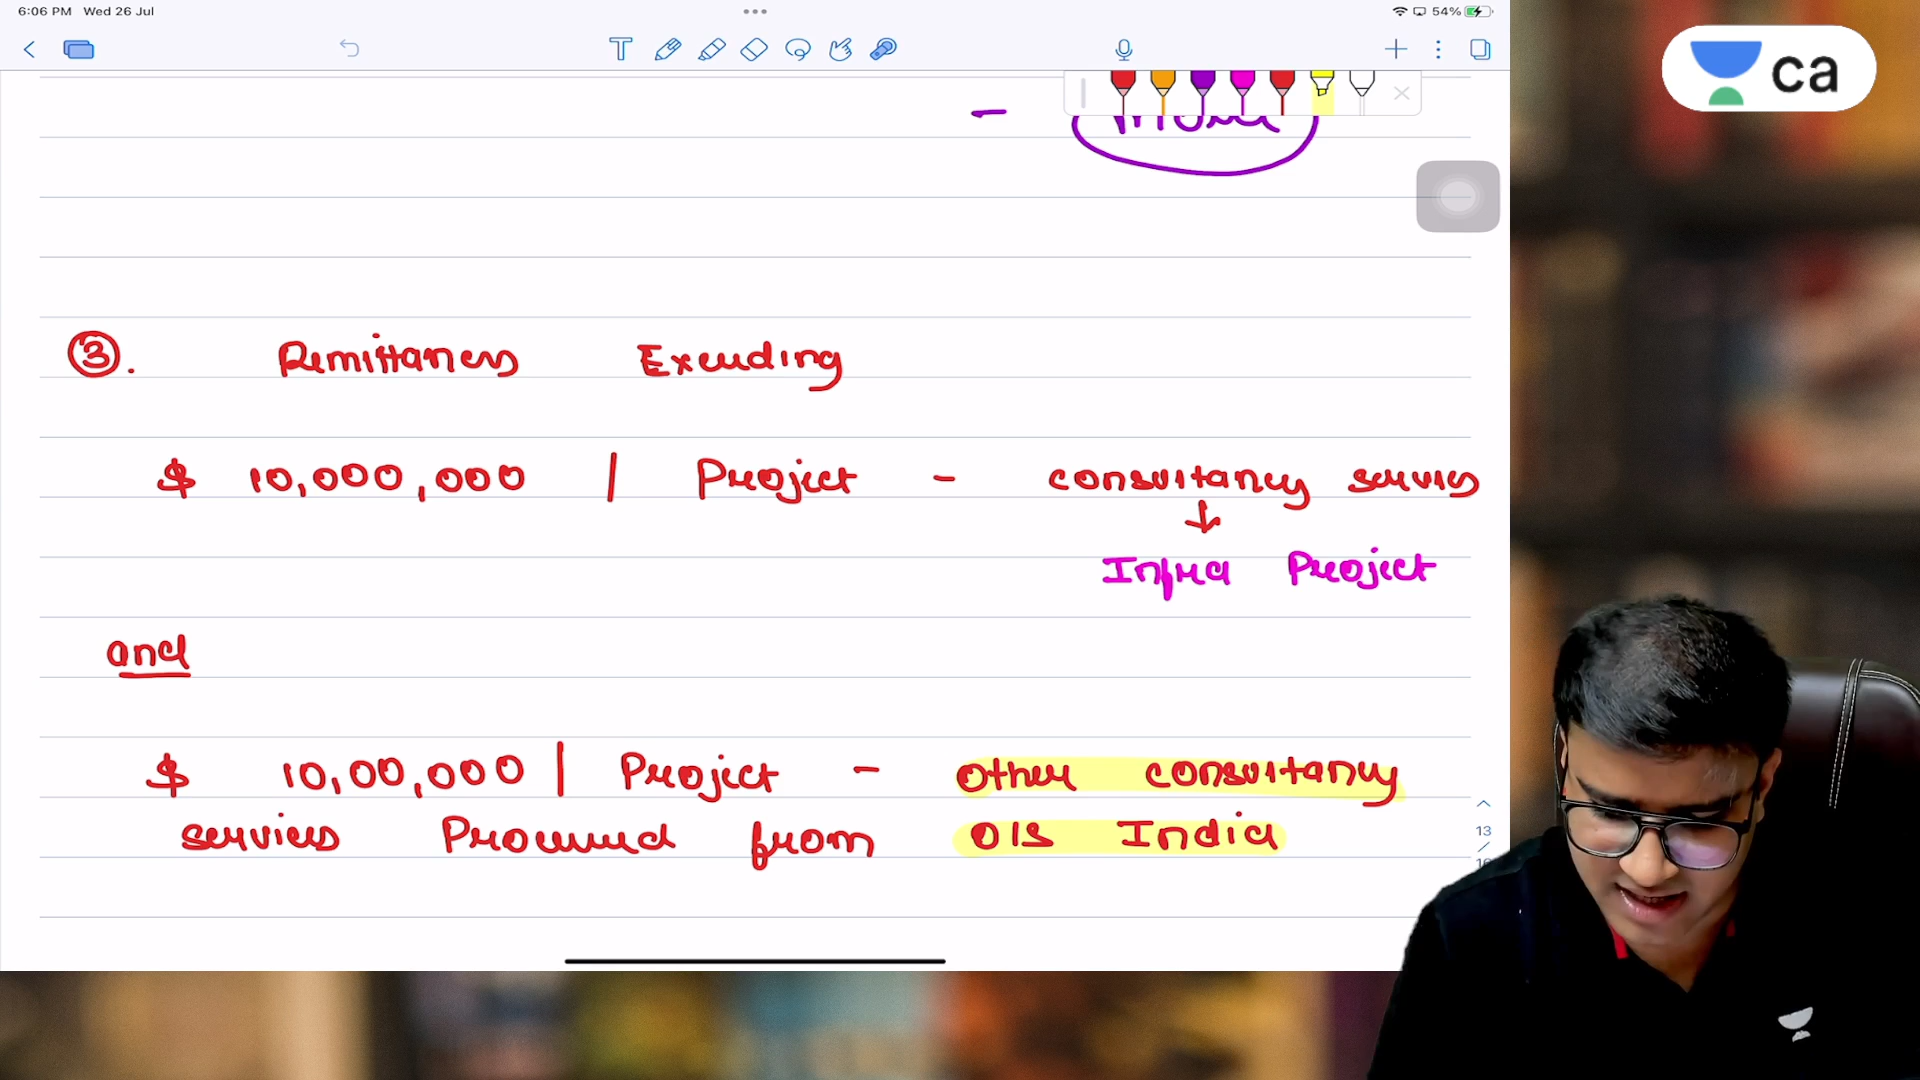 6:06 PM Wed 26 Jul
54%
ca
③. Remittances Exceeding
$ 10,000,000 | Project - consultancy services
↓
Infra Project
and
$ 10,00,000 | Project - other consultancy
services Procured from O/S India
13